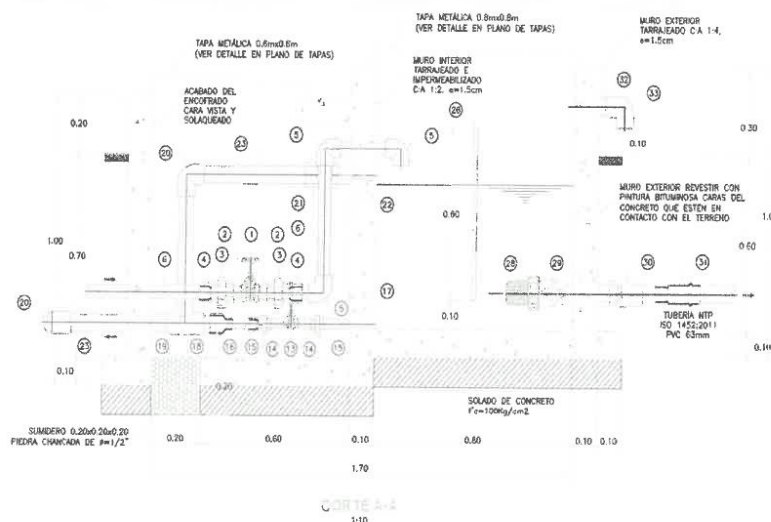 TAPA METÁLICA 0.6mx0.6m
(VER DETALLE EN PLANO DE TAPAS)
TAPA METÁLICA 0.8mx0.8m
(VER DETALLE EN PLANO DE TAPAS)
MURO EXTERIOR
TARRAJEADO C:A 1:4,
e=1.5cm
MURO INTERIOR
TARRAJEADO E
IMPERMEABILIZADO
C:A 1:2, e=1.5cm
ACABADO DEL
ENCOFRADO
CARA VISTA Y
SOLAQUEADO
32
33
26
0.20
20
23
5
5
0.10
0.30
MURO EXTERIOR REVESTIR CON
PINTURA BITUMINOSA CARAS DEL
CONCRETO QUE ESTEN EN
CONTACTO CON EL TERRENO
21
22
6
0.60
2
1
2
1.00
0.70
3
3
0.60
6
4
4
28
29
30
31
17
20
5
0.10
TUBERÍA NTP
ISO 1452:2011
PVC 63mm
23
19
18
16
15
14
13
14
15
0.10
0.10
0.20
SUMIDERO 0.20x0.20x0.20
PIEDRA CHANCADA DE Ø=1/2"
SOLADO DE CONCRETO
f'c=100Kg/cm2
0.20
0.60
0.10
0.80
0.10
0.10
1.70
CORTE A-A
1:10